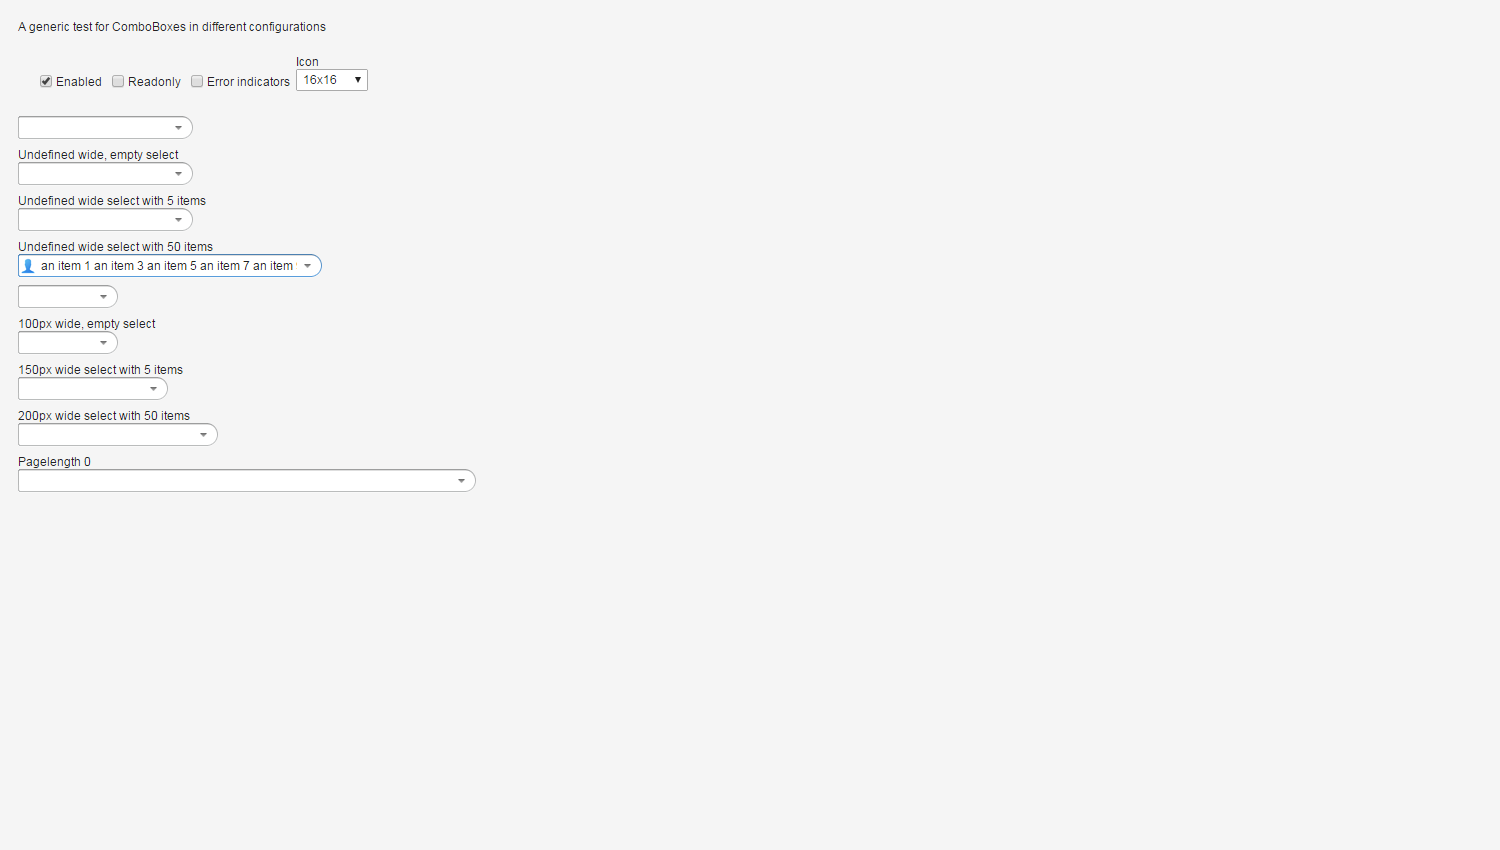 A generic test for ComboBoxes in different configurations
Icon
Enabled Readonly Error indicators 16x16
Undefined wide, empty select
Undefined wide select with 5 items
Undefined wide select with 50 items
an item 1 an item 3 an item 5 an item 7 an item
100px wide, empty select
150px wide select with 5 items
200px wide select with 50 items
Pagelength 0